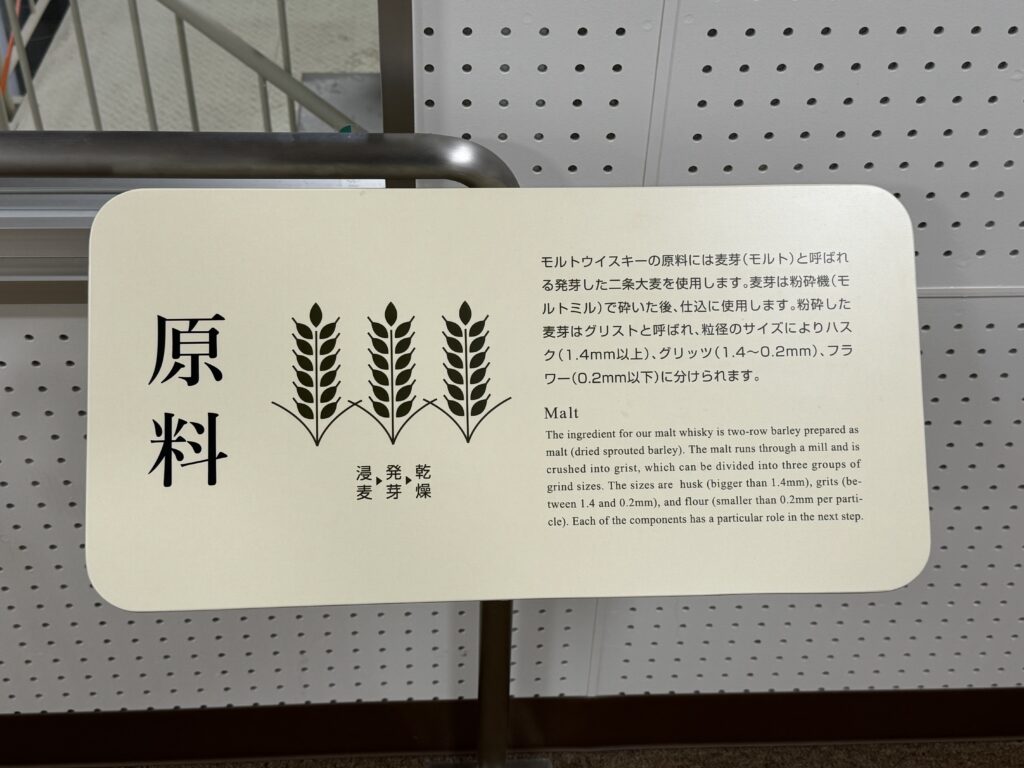 原料
浸麦▶発芽▶乾燥
モルトウイスキーの原料には麦芽(モルト)と呼ばれ
る発芽した二条大麦を使用します。麦芽は粉砕機(モ
ルトミル)で砕いた後、仕込に使用します。粉砕した
麦芽はグリストと呼ばれ、粒径のサイズによりハス
ク(1.4mm以上)、グリッツ(1.4〜0.2mm)、フラ
ワー(0.2mm以下)に分けられます。
Malt
The ingredient for our malt whisky is two-row barley prepared as
malt (dried sprouted barley). The malt runs through a mill and is
crushed into grist, which can be divided into three groups of
grind sizes. The sizes are husk (bigger than 1.4mm), grits (be-
tween 1.4 and 0.2mm), and flour (smaller than 0.2mm per parti-
cle). Each of the components has a particular role in the next step.